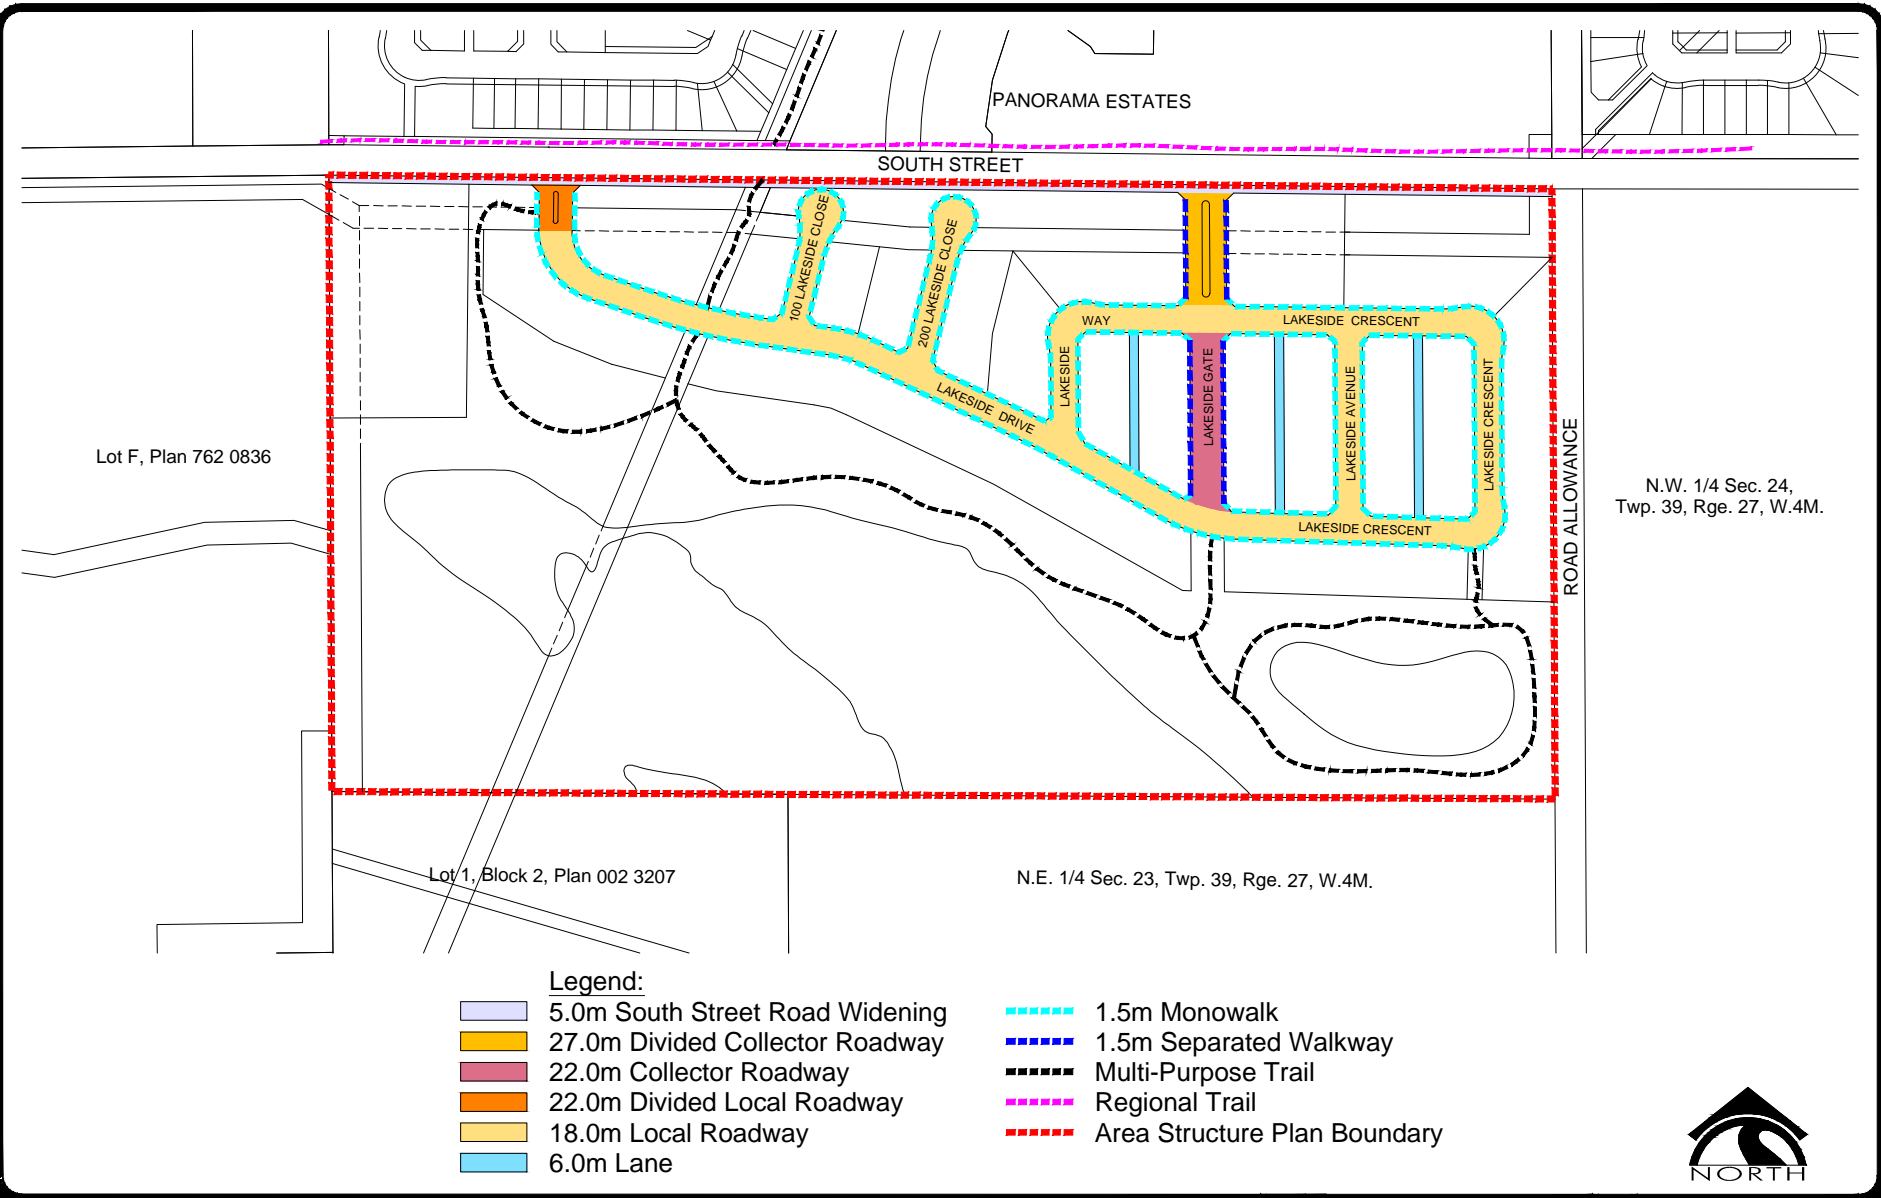 PANORAMA ESTATES
SOUTH STREET
100 LAKESIDE CLOSE
200 LAKESIDE CLOSE
WAY
LAKESIDE CRESCENT
LAKESIDE
LAKESIDE GATE
LAKESIDE AVENUE
LAKESIDE CRESCENT
LAKESIDE DRIVE
LAKESIDE CRESCENT
ROAD ALLOWANCE
Lot F, Plan 762 0836
N.W. 1/4 Sec. 24,
Twp. 39, Rge. 27, W.4M.
Lot 1, Block 2, Plan 002 3207
N.E. 1/4 Sec. 23, Twp. 39, Rge. 27, W.4M.
Legend:
5.0m South Street Road Widening
27.0m Divided Collector Roadway
22.0m Collector Roadway
22.0m Divided Local Roadway
18.0m Local Roadway
6.0m Lane
1.5m Monowalk
1.5m Separated Walkway
Multi-Purpose Trail
Regional Trail
Area Structure Plan Boundary
NORTH